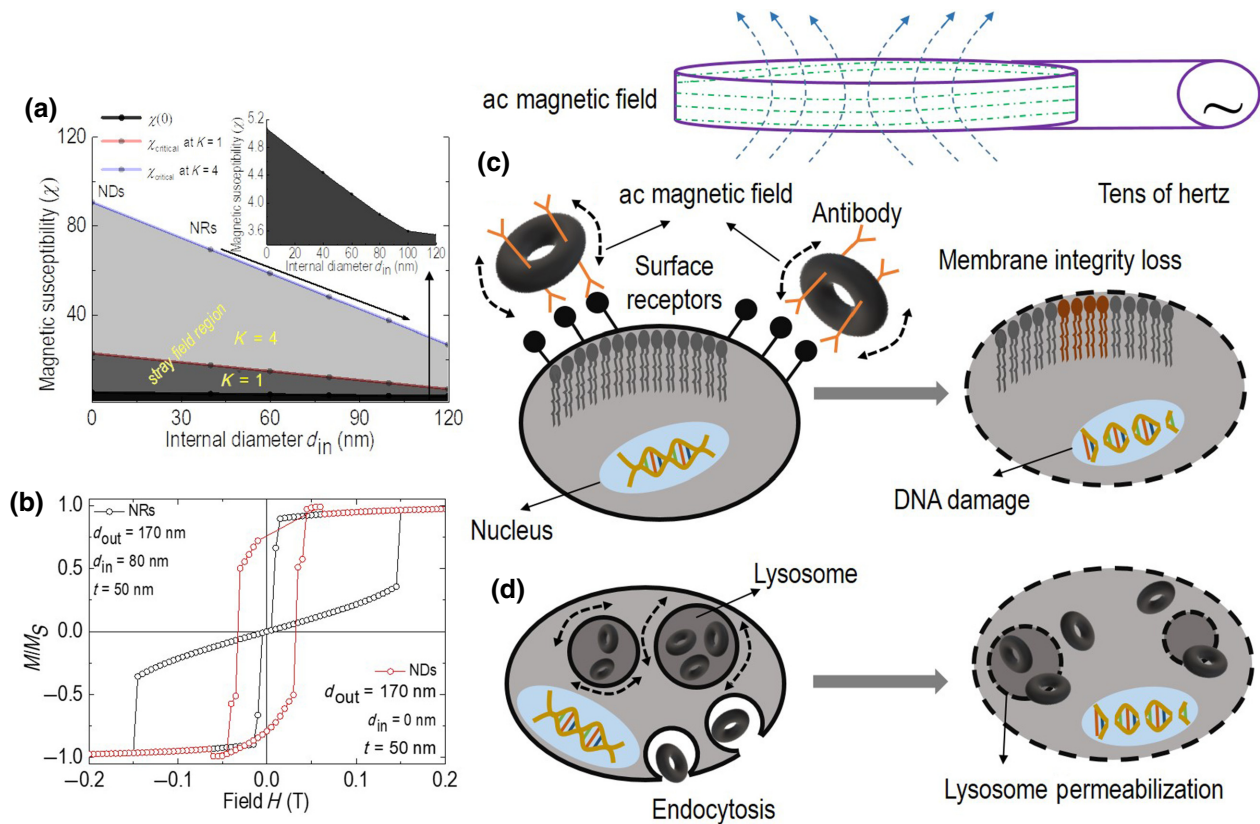 ac magnetic field
~
(a)
120
80
40
Magnetic susceptibility (χ)
χ(0)
χcritical at K = 1
χcritical at K = 4
NDs
NRs
stray field region
K = 4
K = 1
0 30 60 90 120
Internal diameter din (nm)
5.2
4.8
4.4
4.0
3.6
Magnetic susceptibility (χ)
0 20 40 60 80 100 120
Internal diameter din (nm)
(b)
1.0
0.5
0.0
−0.5
−1.0
M/MS
NRs
dout = 170 nm
din = 80 nm
t = 50 nm
NDs
dout = 170 nm
din = 0 nm
t = 50 nm
−0.2 −0.1 0.0 0.1 0.2
Field H (T)
(c)
ac magnetic field
Antibody
Surface
receptors
Nucleus
Tens of hertz
Membrane integrity loss
DNA damage
(d)
Lysosome
Endocytosis
Lysosome permeabilization